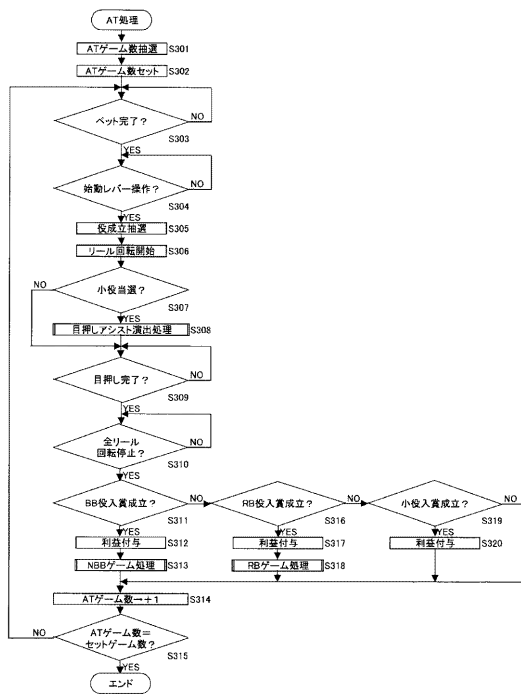 AT処理
ATゲーム数抽選 S301
ATゲーム数セット S302
ベット完了? NO
S303
YES
始動レバー操作? NO
S304
YES
役成立抽選 S305
リール回転開始 S306
NO 小役当選?
S307
YES
目押しアシスト演出処理 S308
目押し完了? NO
S309
YES
全リール
回転停止? NO
S310
YES
BB役入賞成立? NO RB役入賞成立? NO 小役入賞成立? NO
S311 S316 S319
YES YES YES
利益付与 S312 利益付与 S317 利益付与 S320
NBBゲーム処理 S313 RBゲーム処理 S318
ATゲーム数→+1 S314
NO ATゲーム数=
セットゲーム数?
S315
YES
エンド